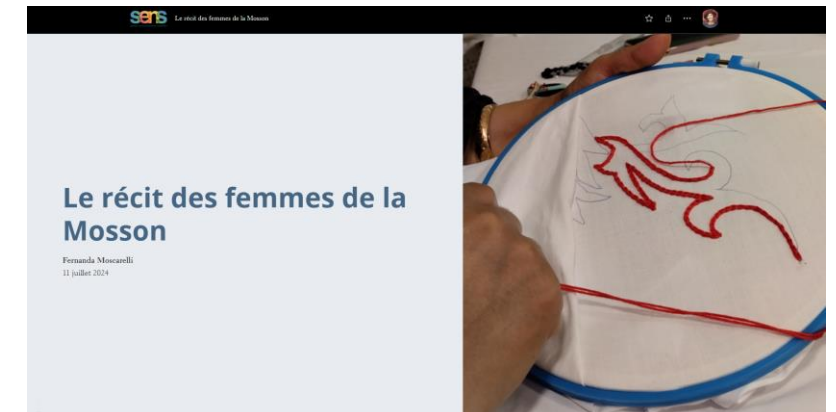 sens Le récit des femmes de la Mosson
Le récit des femmes de la
Mosson
Fernanda Moscarelli
11 juillet 2024